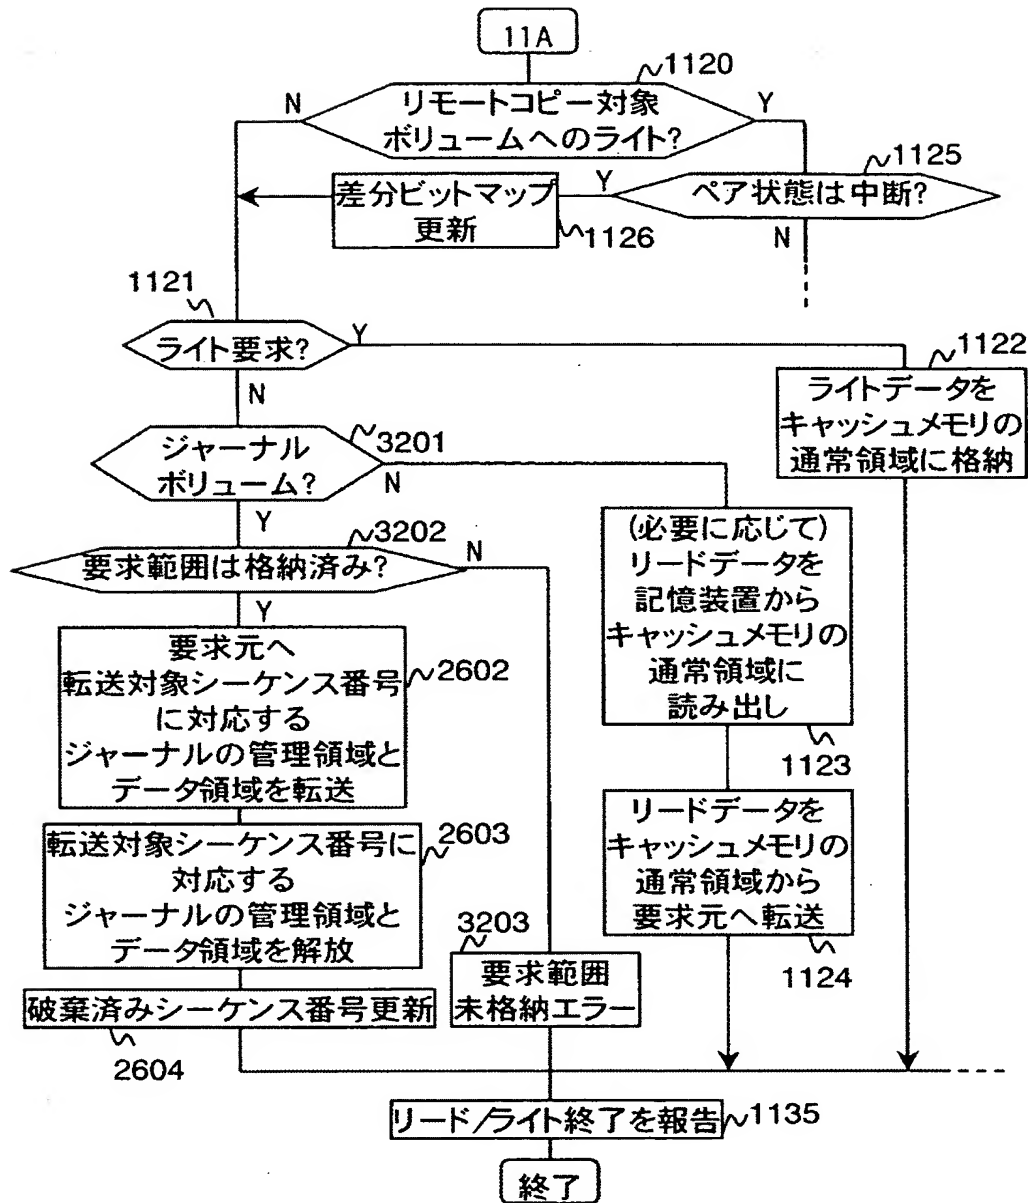 11A
1120
リモートコピー対象
ボリュームへのライト?
N
Y
1125
ペア状態は中断?
Y
N
差分ビットマップ
更新
1126
1121
ライト要求?
Y
N
1122
ライトデータを
キャッシュメモリの
通常領域に格納
3201
ジャーナル
ボリューム?
N
Y
3202
要求範囲は格納済み?
N
Y
(必要に応じて)
リードデータを
記憶装置から
キャッシュメモリの
通常領域に
読み出し
1123
要求元へ
転送対象シーケンス番号
に対応する
ジャーナルの管理領域と
データ領域を転送
2602
リードデータを
キャッシュメモリの
通常領域から
要求元へ転送
1124
転送対象シーケンス番号に
対応する
ジャーナルの管理領域と
データ領域を解放
2603
3203
要求範囲
未格納エラー
破棄済みシーケンス番号更新
2604
リード/ライト終了を報告
1135
終了